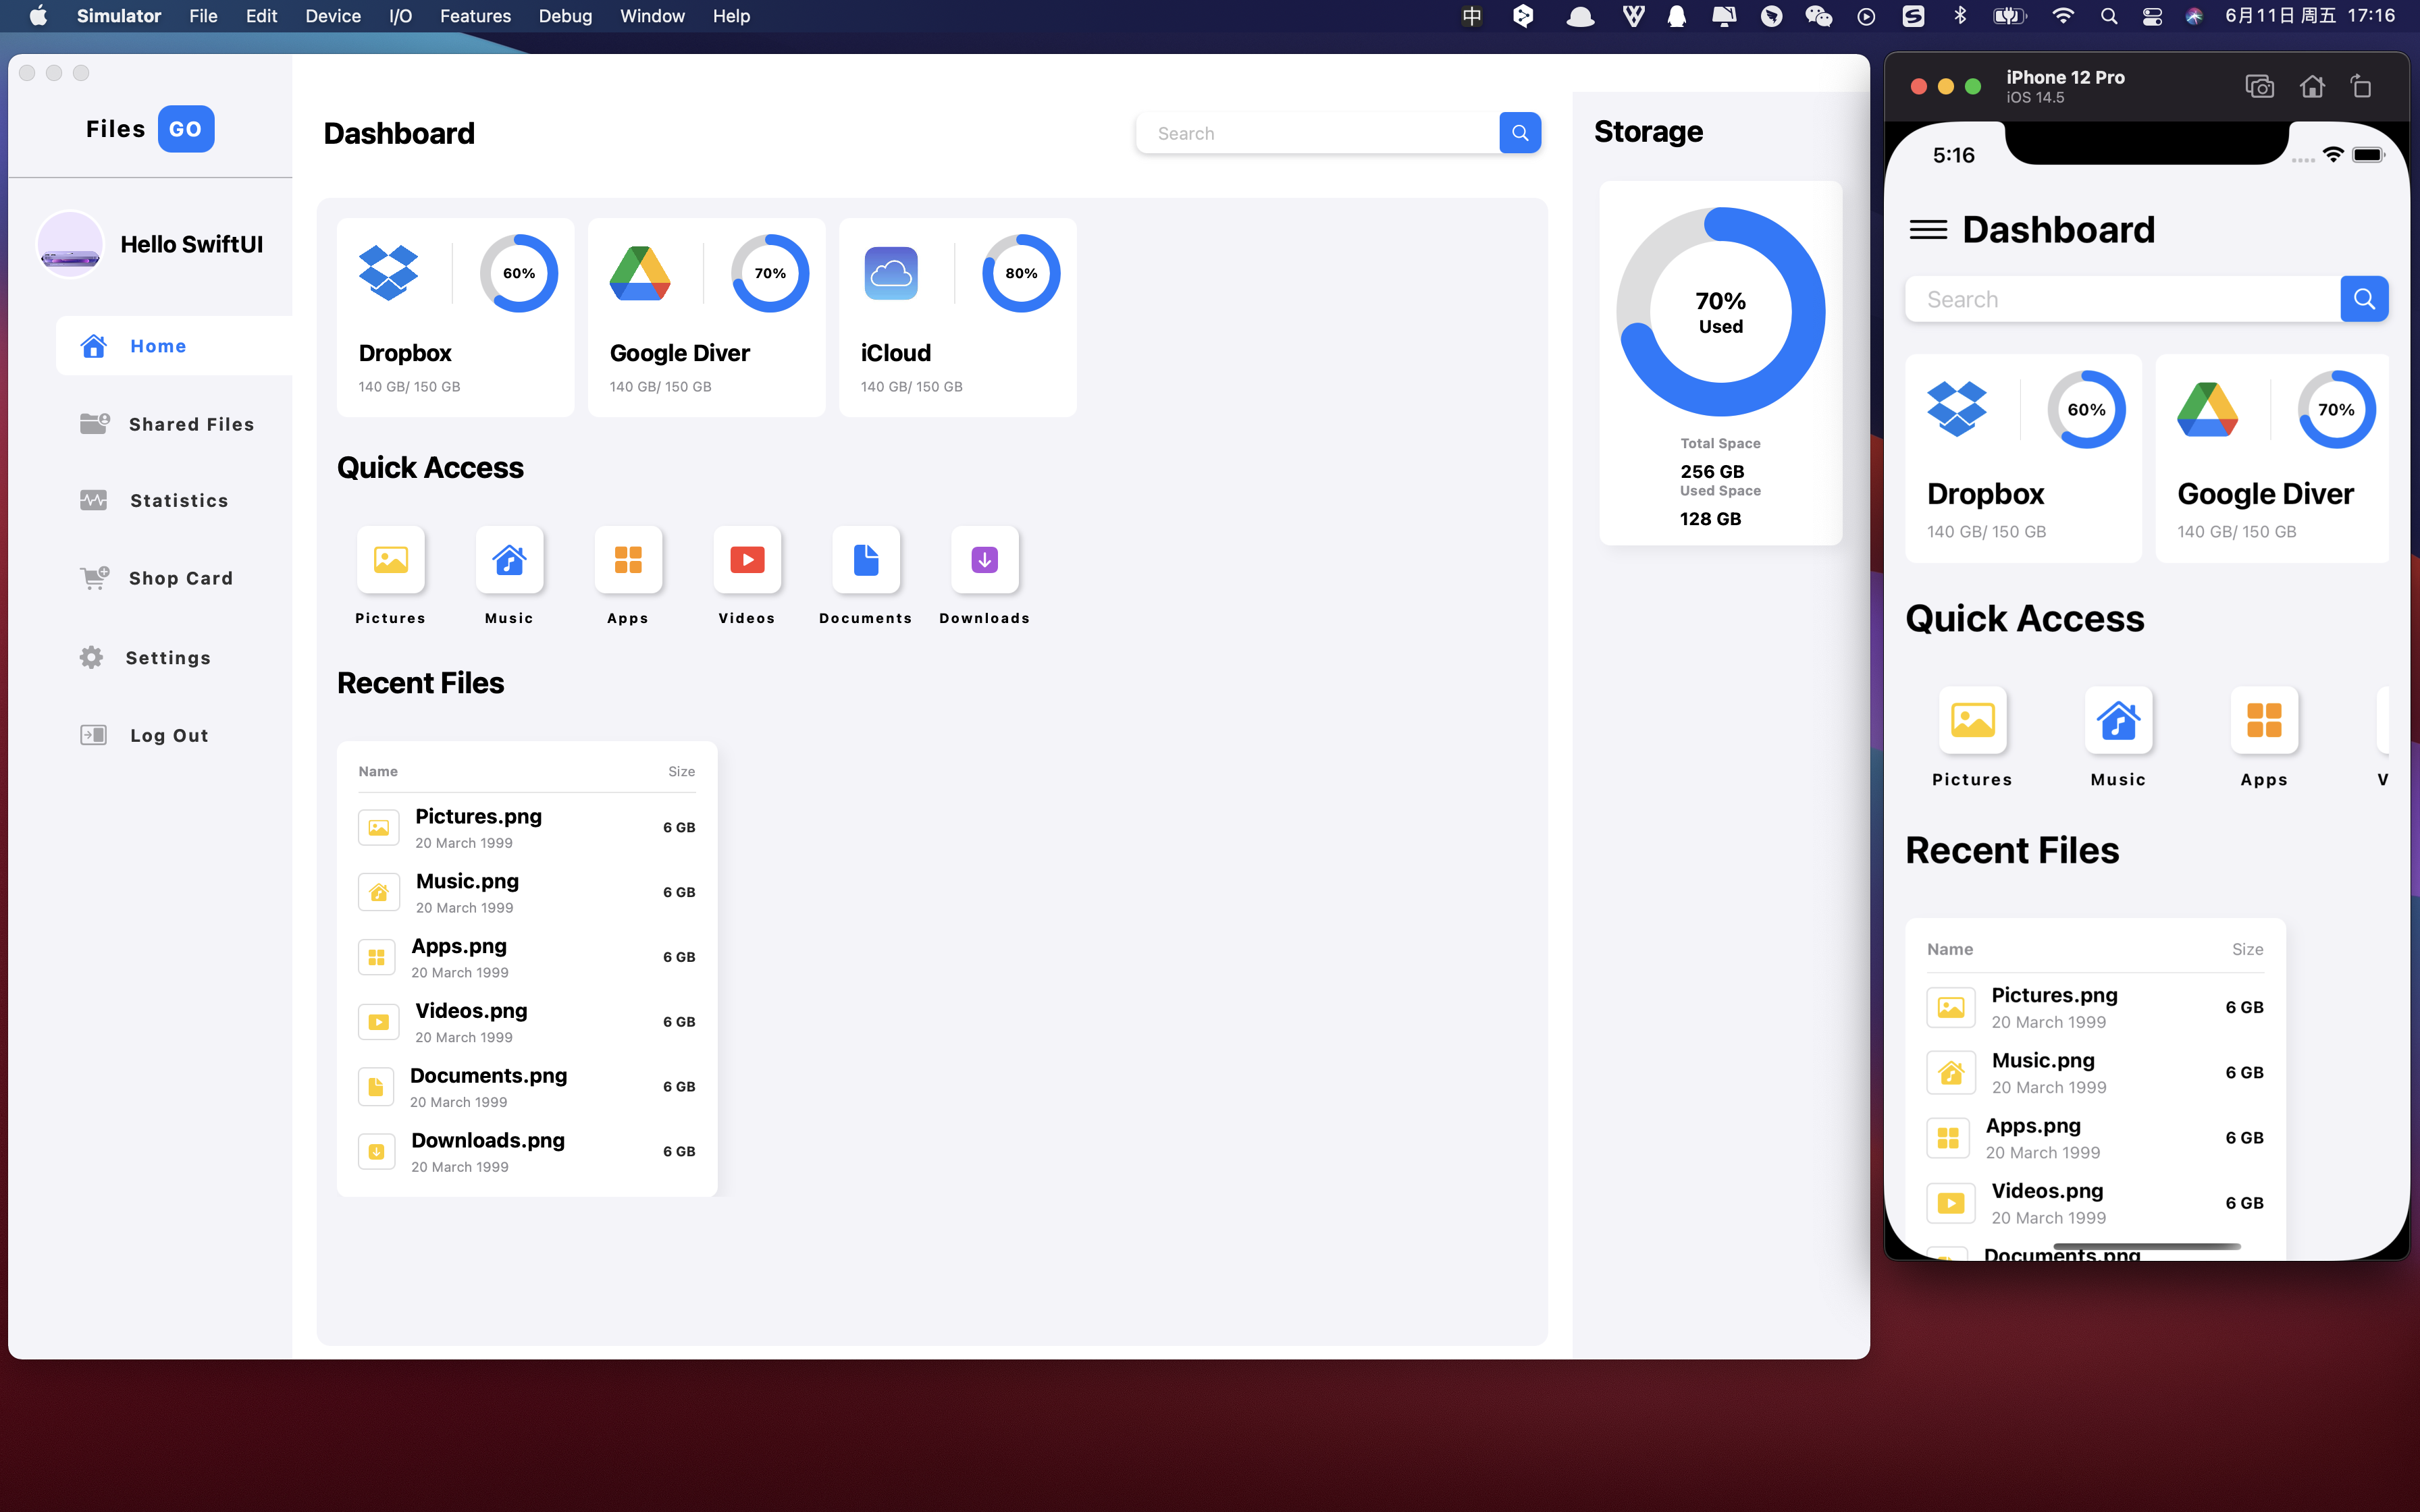 Simulator File Edit Device I/O Features Debug Window Help 中 6月11日 周五 17:16
Files GO
Hello SwiftUI
Home
Shared Files
Statistics
Shop Card
Settings
Log Out
Dashboard
Search
60%
Dropbox
140 GB/ 150 GB
70%
Google Diver
140 GB/ 150 GB
80%
iCloud
140 GB/ 150 GB
Quick Access
Pictures
Music
Apps
Videos
Documents
Downloads
Recent Files
Name Size
Pictures.png
20 March 1999
6 GB
Music.png
20 March 1999
6 GB
Apps.png
20 March 1999
6 GB
Videos.png
20 March 1999
6 GB
Documents.png
20 March 1999
6 GB
Downloads.png
20 March 1999
6 GB
Storage
70%
Used
Total Space
256 GB
Used Space
128 GB
iPhone 12 Pro
iOS 14.5
5:16
Dashboard
Search
60%
Dropbox
140 GB/ 150 GB
70%
Google Diver
140 GB/ 150 GB
Quick Access
Pictures
Music
Apps
V
Recent Files
Name Size
Pictures.png
20 March 1999
6 GB
Music.png
20 March 1999
6 GB
Apps.png
20 March 1999
6 GB
Videos.png
20 March 1999
6 GB
Documents.png